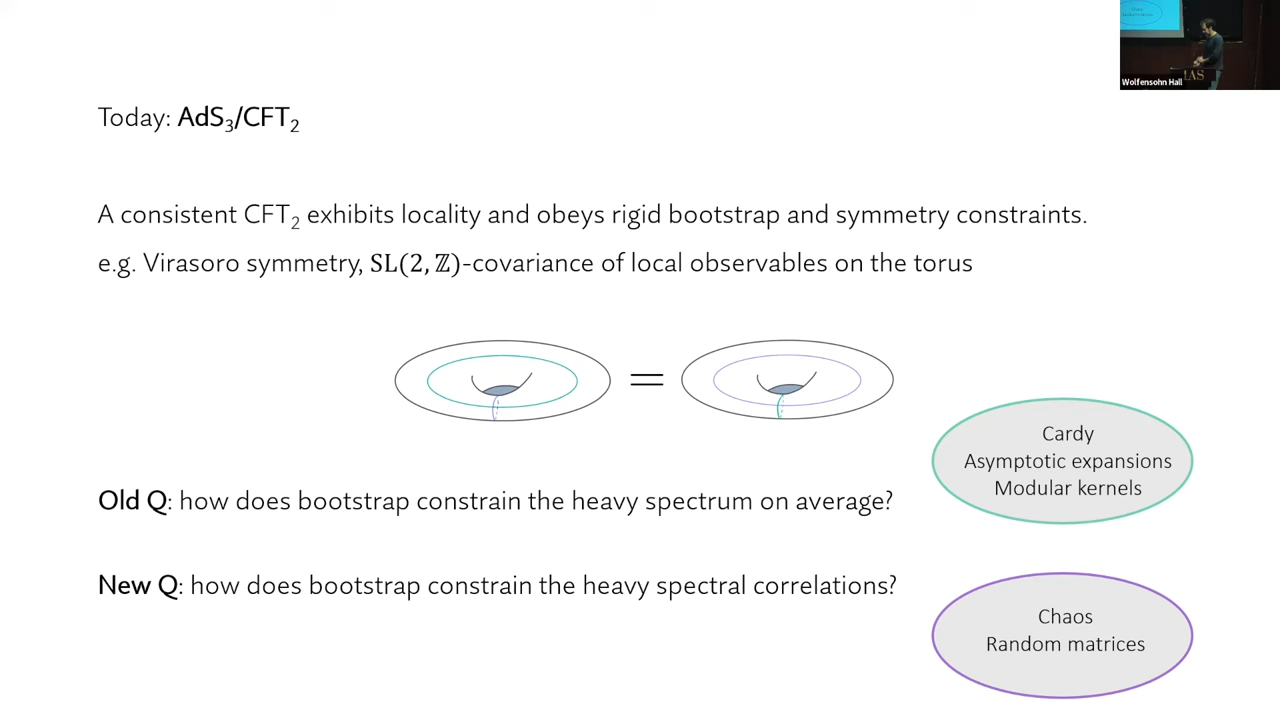 Today: AdS₃/CFT₂
A consistent CFT₂ exhibits locality and obeys rigid bootstrap and symmetry constraints.
e.g. Virasoro symmetry, SL(2, ℤ)-covariance of local observables on the torus
=
Cardy
Asymptotic expansions
Modular kernels
Old Q: how does bootstrap constrain the heavy spectrum on average?
New Q: how does bootstrap constrain the heavy spectral correlations?
Chaos
Random matrices
Wolfensohn Hall
IAS